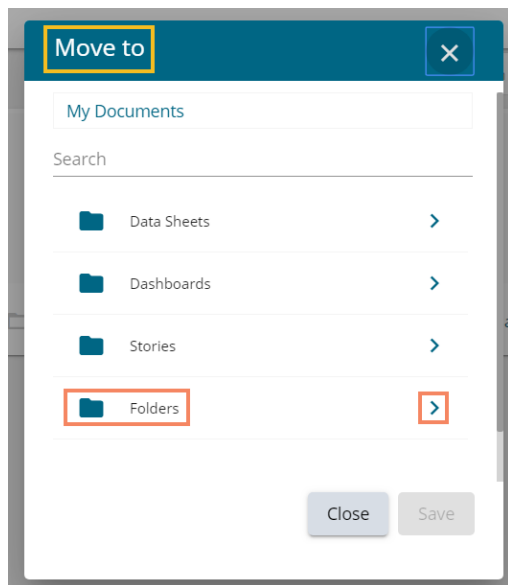 Move to
My Documents
Search
Data Sheets
Dashboards
Stories
Folders
Close
Save